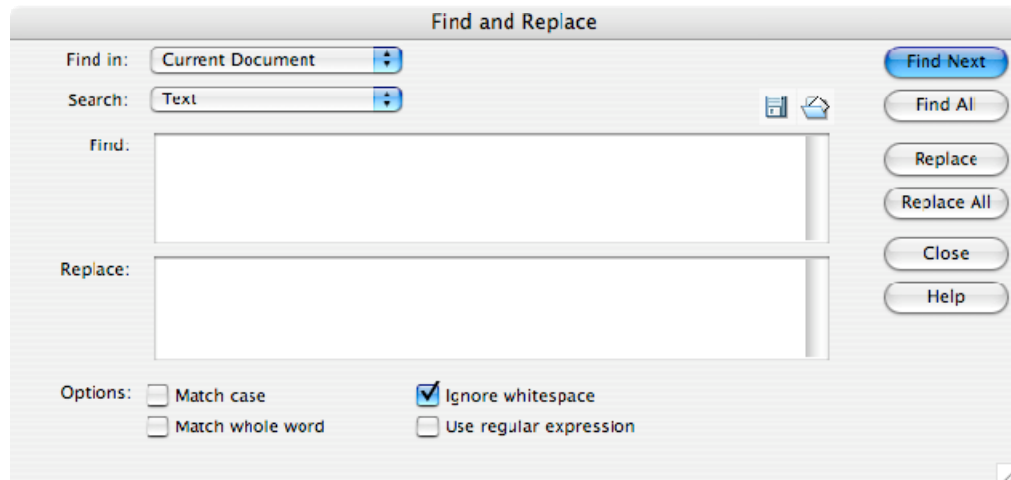 Find and Replace
Find in: Current Document
Find Next
Search: Text
Find All
Find:
Replace
Replace All
Close
Replace:
Help
Options: Match case
Ignore whitespace
Match whole word
Use regular expression